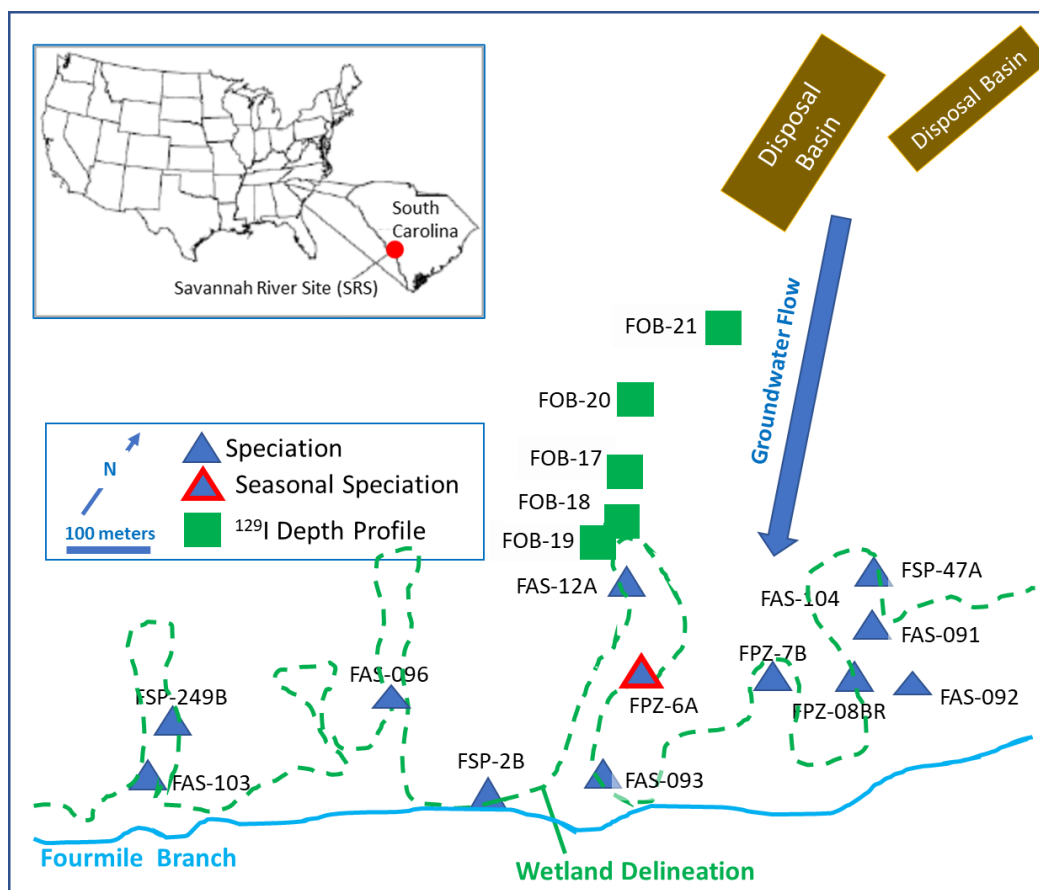 Disposal
Basin
Disposal Basin
South
Carolina
Savannah River Site (SRS)
Groundwater Flow
FOB-21
FOB-20
FOB-17
FOB-18
FOB-19
N
100 meters
Speciation
Seasonal Speciation
¹²⁹I Depth Profile
FAS-12A
FSP-47A
FAS-104
FAS-091
FPZ-7B
FAS-096
FSP-249B
FPZ-6A
FPZ-08BR
FAS-092
FSP-2B
FAS-103
FAS-093
Fourmile Branch
Wetland Delineation